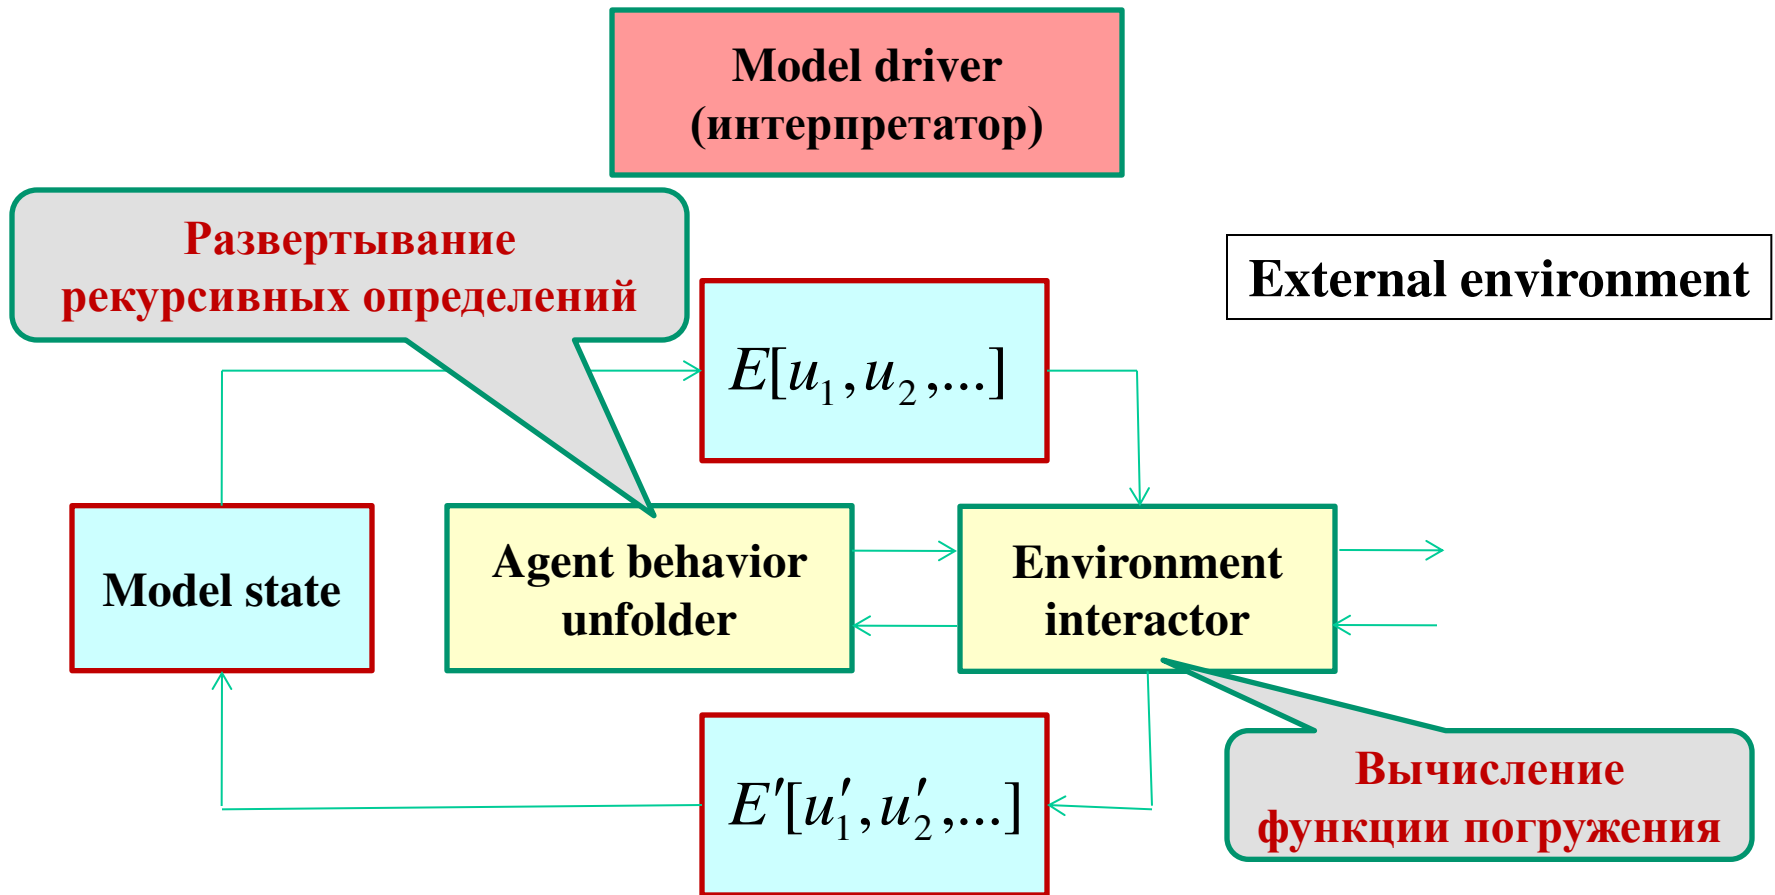 Model driver
(интерпретатор)
Развертывание
рекурсивных определений
External environment
E[u₁,u₂,...]
Model state
Agent behavior
unfolder
Environment
interactor
E′[u′₁,u′₂,...]
Вычисление
функции погружения